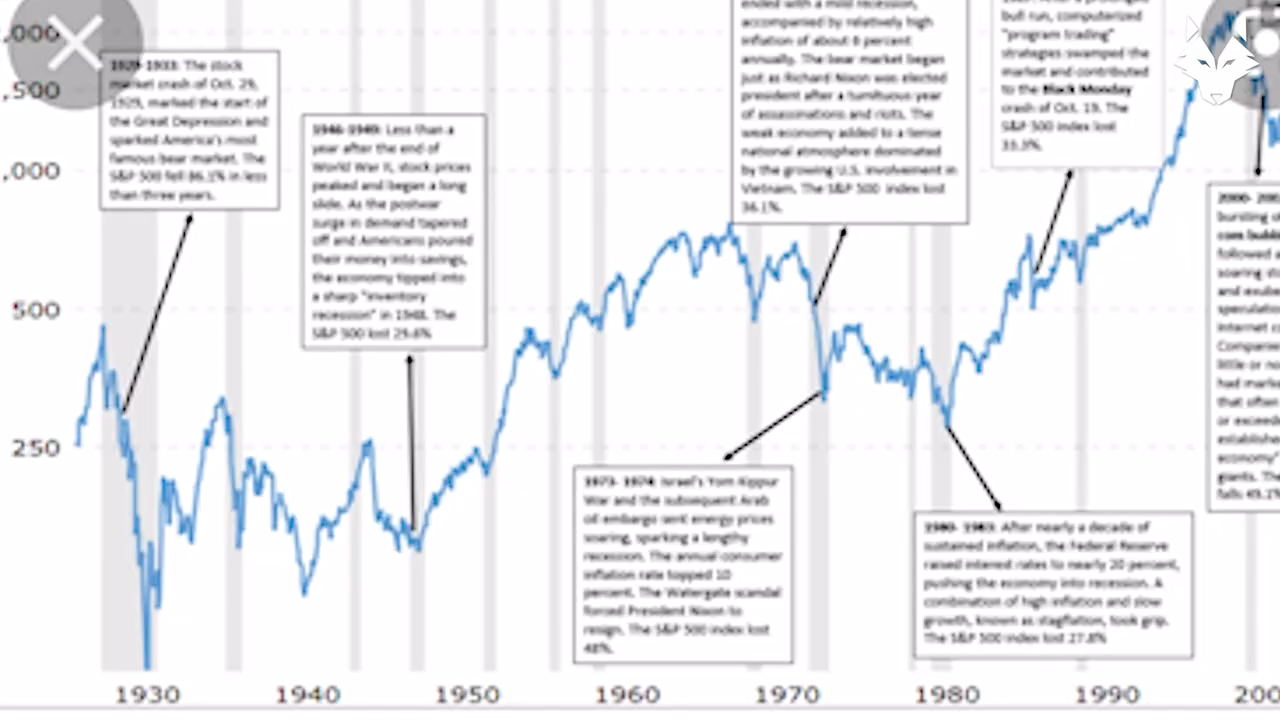 ,000
,500
,000
500
250
1929-1933: The stock
market crash of Oct. 29,
1929, marked the start of
the Great Depression and
sparked America's most
famous bear market. The
S&P 500 fell 86.1% in less
than three years.
1946-1949: Less than a
year after the end of
World War II, stock prices
peaked and began a long
slide. As the postwar
surge in demand tapered
off and Americans poured
their money into savings,
the economy tipped into
a sharp "inventory
recession" in 1948. The
S&P 500 lost 29.6%
ended with a mild recession,
accompanied by relatively high
inflation of about 6 percent
annually. The bear market began
just as Richard Nixon was elected
president after a tumltuous year
of assassinations and riots. The
weak economy added to a tense
national atmosphere dominated
by the growing U.S. involvement in
Vietnam. The S&P 500 index lost
36.1%.
bull run, computerized
"program trading"
strategies swamped the
market and contributed
to the Black Monday
crash of Oct. 19. The
S&P 500 index lost
33.5%.
1973- 1974: Israel's Yom Kippur
War and the subsequent Arab
oil embargo sent energy prices
soaring, sparking a lengthy
recession. The annual consumer
inflation rate topped 10
percent. The Watergate scandal
forced President Nixon to
resign. The S&P 500 index lost
48%.
1980- 1983: After nearly a decade of
sustained inflation, the Federal Reserve
raised interest rates to nearly 20 percent,
pushing the economy into recession. A
combination of high inflation and slow
growth, known as stagflation, took grip.
The S&P 500 index lost 27.8%
bursting o
followed a
soaring sto
and exube
speculatio
internet co
Companie
little or no
had marke
that often
or exceede
establishe
economy"
giants. The
falls 49.1%
1930 1940 1950 1960 1970 1980 1990 200